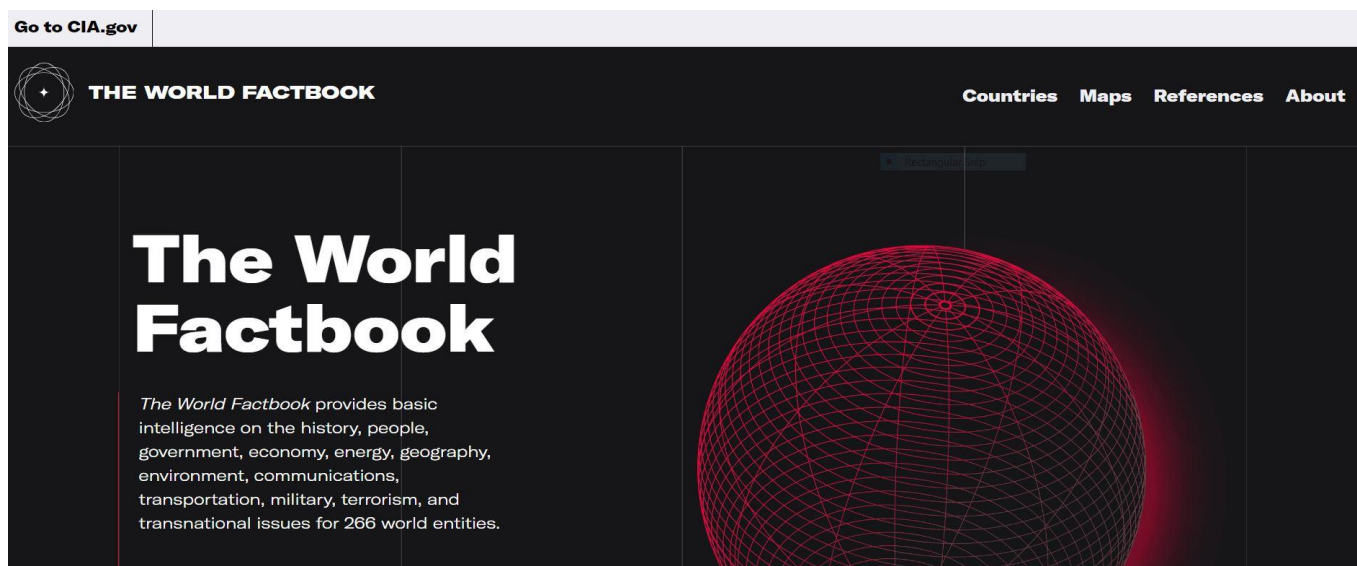 Go to CIA.gov
THE WORLD FACTBOOK
Countries Maps References About
Rectangular Snip
The World
Factbook
The World Factbook provides basic
intelligence on the history, people,
government, economy, energy, geography,
environment, communications,
transportation, military, terrorism, and
transnational issues for 266 world entities.